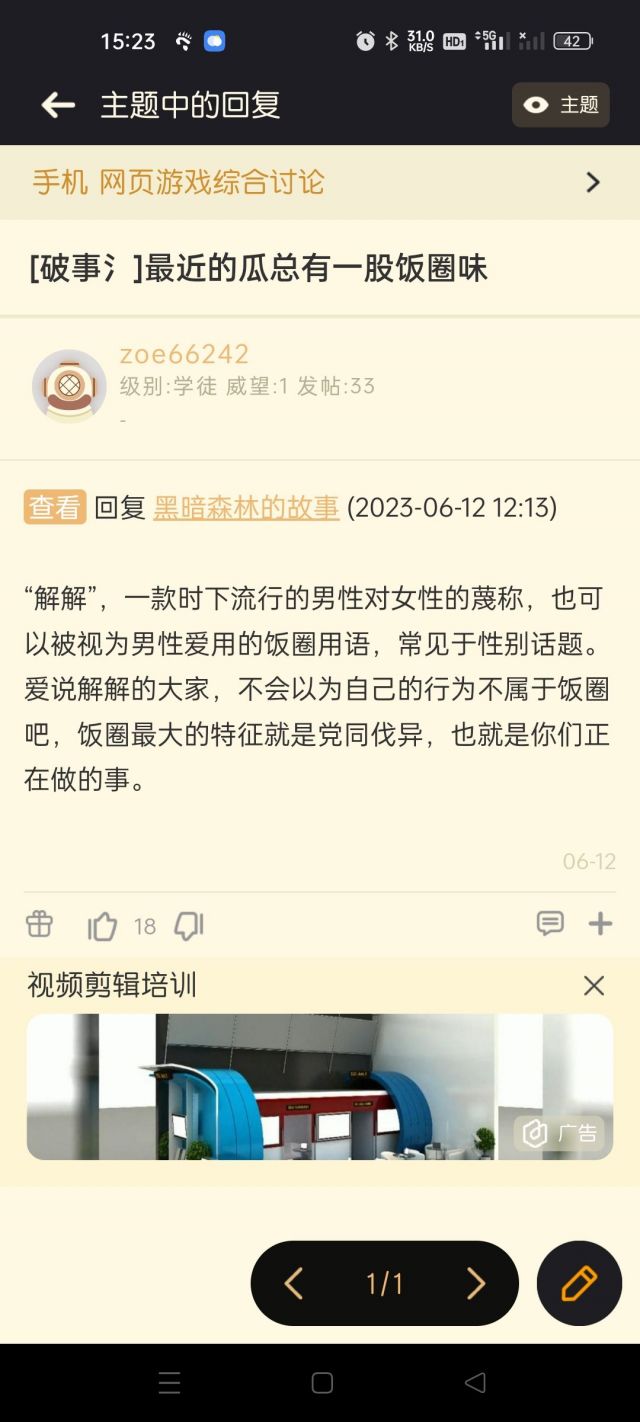 15:23
31.0 KB/S HD1 5G 42
主题中的回复
主题
手机 网页游戏综合讨论
[破事氵]最近的瓜总有一股饭圈味
zoe66242
级别:学徒 威望:1 发帖:33
-
查看 回复 黑暗森林的故事 (2023-06-12 12:13)
“解解”，一款时下流行的男性对女性的蔑称，也可
以被视为男性爱用的饭圈用语，常见于性别话题。
爱说解解的大家，不会以为自己的行为不属于饭圈
吧，饭圈最大的特征就是党同伐异，也就是你们正
在做的事。
06-12
18
视频剪辑培训
广告
1/1